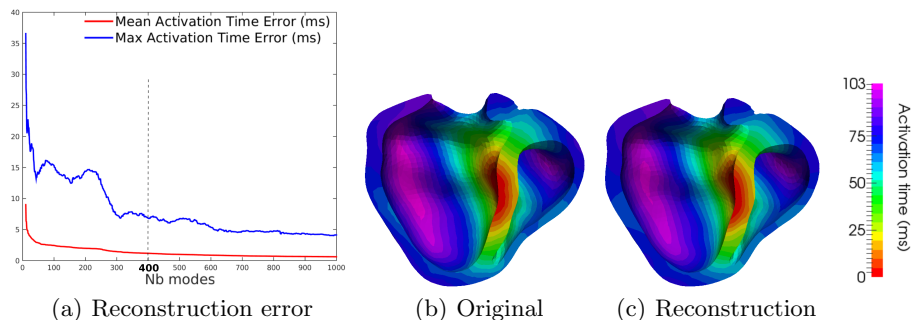 Mean Activation Time Error (ms)
Max Activation Time Error (ms)
40
35
30
25
20
15
10
5
0
0 100 200 300 400 500 600 700 800 900 1000
Nb modes
103
75
50
25
0
Activation time (ms)
(a) Reconstruction error
(b) Original
(c) Reconstruction